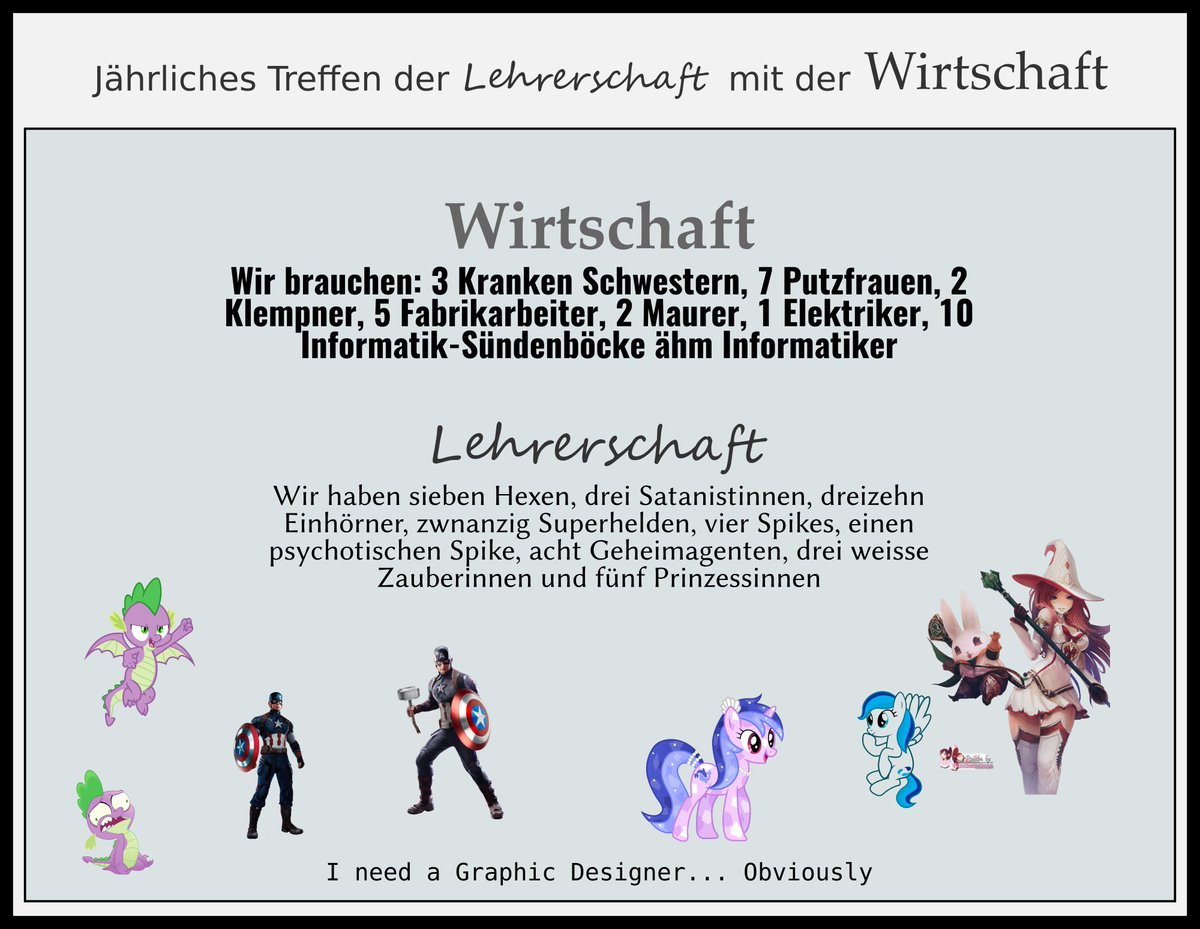 Jährliches Treffen der Lehrerschaft mit der Wirtschaft
Wirtschaft
Wir brauchen: 3 Kranken Schwestern, 7 Putzfrauen, 2
Klempner, 5 Fabrikarbeiter, 2 Maurer, 1 Elektriker, 10
Informatik-Sündenböcke ähm Informatiker
Lehrerschaft
Wir haben sieben Hexen, drei Satanistinnen, dreizehn
Einhörner, zwnanzig Superhelden, vier Spikes, einen
psychotischen Spike, acht Geheimagenten, drei weisse
Zauberinnen und fünf Prinzessinnen
I need a Graphic Designer... Obviously